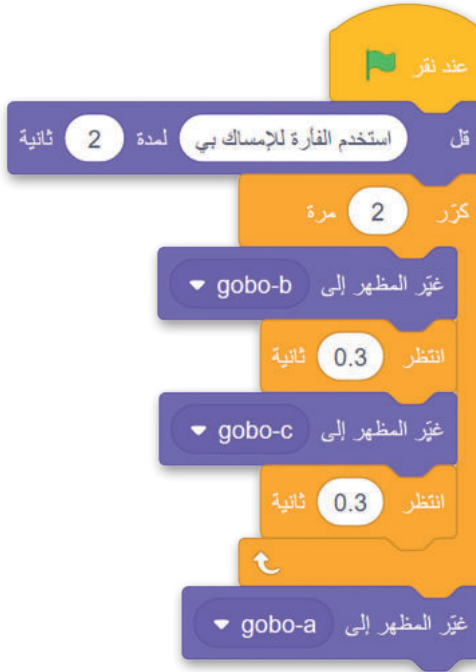 عند نقر
قل استخدم الفأرة للإمساك بي لمدة 2 ثانية
كرّر 2 مرة
غيّر المظهر إلى gobo-b
انتظر 0.3 ثانية
غيّر المظهر إلى gobo-c
انتظر 0.3 ثانية
غيّر المظهر إلى gobo-a